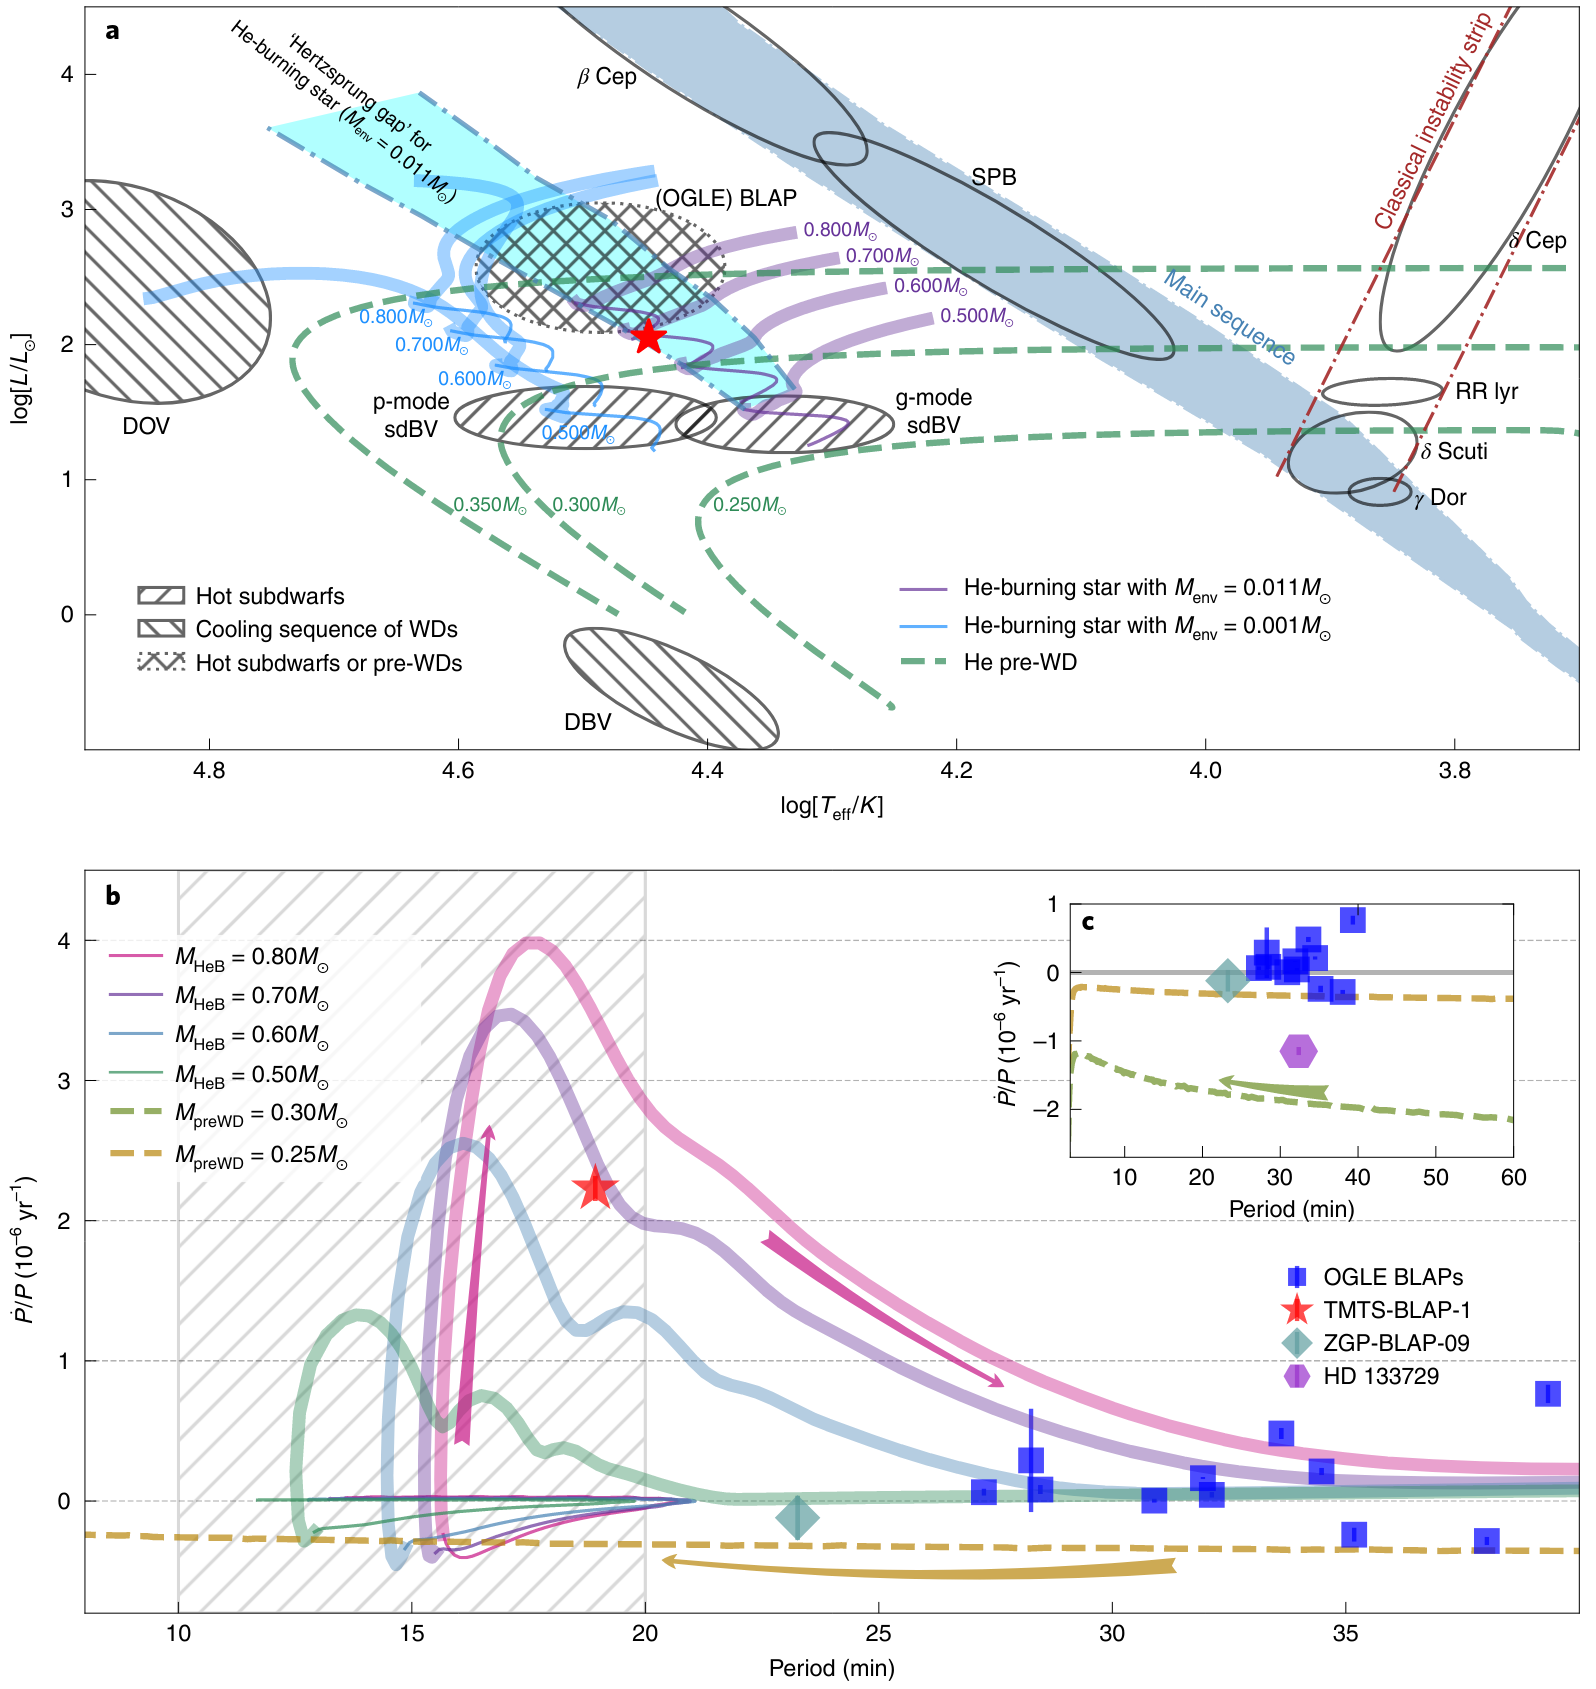 a
'Hertzsprung gap' for
He-burning star (Menv = 0.011M⊙)
β Cep
SPB
Classical instability strip
δ Cep
(OGLE) BLAP
0.800M⊙
0.700M⊙
0.600M⊙
0.500M⊙
Main sequence
0.800M⊙
0.700M⊙
0.600M⊙
0.500M⊙
DOV
p-mode
sdBV
g-mode
sdBV
RR lyr
δ Scuti
γ Dor
0.350M⊙
0.300M⊙
0.250M⊙
Hot subdwarfs
Cooling sequence of WDs
Hot subdwarfs or pre-WDs
He-burning star with Menv = 0.011M⊙
He-burning star with Menv = 0.001M⊙
He pre-WD
DBV
4
3
2
1
0
log[L/L⊙]
4.8
4.6
4.4
4.2
4.0
3.8
log[Teff/K]
b
MHeB = 0.80M⊙
MHeB = 0.70M⊙
MHeB = 0.60M⊙
MHeB = 0.50M⊙
MpreWD = 0.30M⊙
MpreWD = 0.25M⊙
4
3
2
1
0
Ṗ/P (10⁻⁶ yr⁻¹)
10
15
20
25
30
35
Period (min)
c
1
0
−1
−2
Ṗ/P (10⁻⁶ yr⁻¹)
10
20
30
40
50
60
Period (min)
OGLE BLAPs
TMTS-BLAP-1
ZGP-BLAP-09
HD 133729